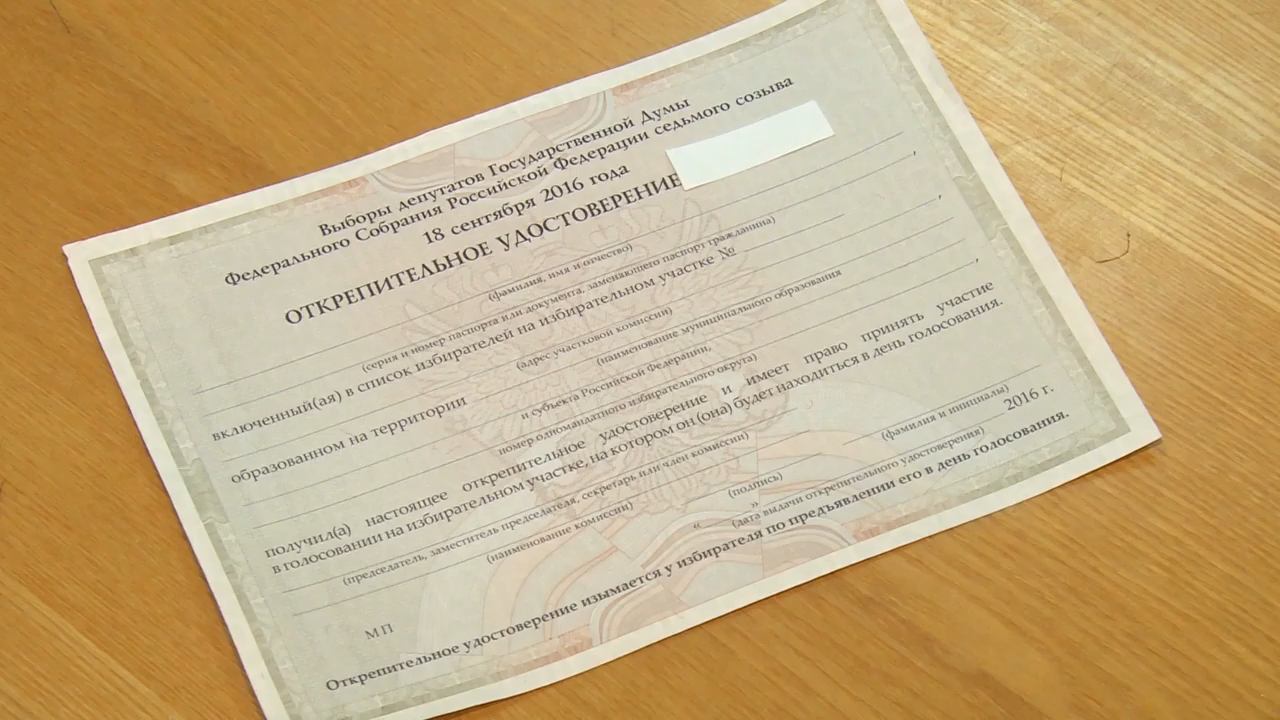 Выборы депутатов Государственной Думы
Федерального Собрания Российской Федерации седьмого созыва
18 сентября 2016 года
ОТКРЕПИТЕЛЬНОЕ УДОСТОВЕРЕНИЕ
,
(фамилия, имя и отчество)
,
(серия и номер паспорта или документа, заменяющего паспорт гражданина)
включенный(ая) в список избирателей на избирательном участке №
,
(адрес участковой комиссии)
образованном на территории
(наименование муниципального образования
и субъекта Российской Федерации,
,
номер одномандатного избирательного округа)
получил(а) настоящее открепительное удостоверение и имеет право принять участие
в голосовании на избирательном участке, на котором он (она) будет находиться в день голосования.
(председатель, заместитель председателя, секретарь или член комиссии)
(подпись)
(фамилия и инициалы)
(наименование комиссии)
« » 2016 г.
(дата выдачи открепительного удостоверения)
МП
Открепительное удостоверение изымается у избирателя по предъявлении его в день голосования.